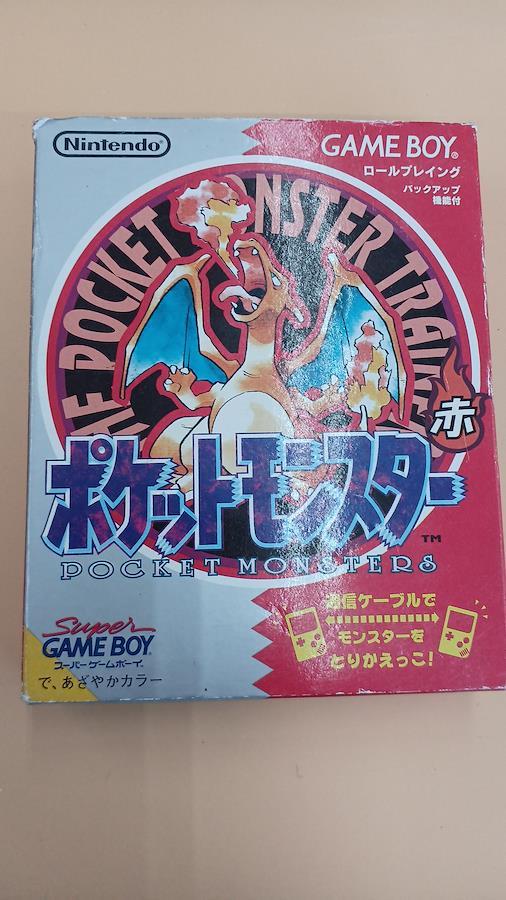 Nintendo
GAME BOY®
ロールプレイング
バックアップ
機能付
POCKET MONSTER TRAINER
赤
ポケットモンスター
TM
POCKET MONSTERS
通信ケーブルで
モンスターを
とりかえっこ!
Super
GAME BOY
スーパーゲームボーイ
で、あざやかカラー